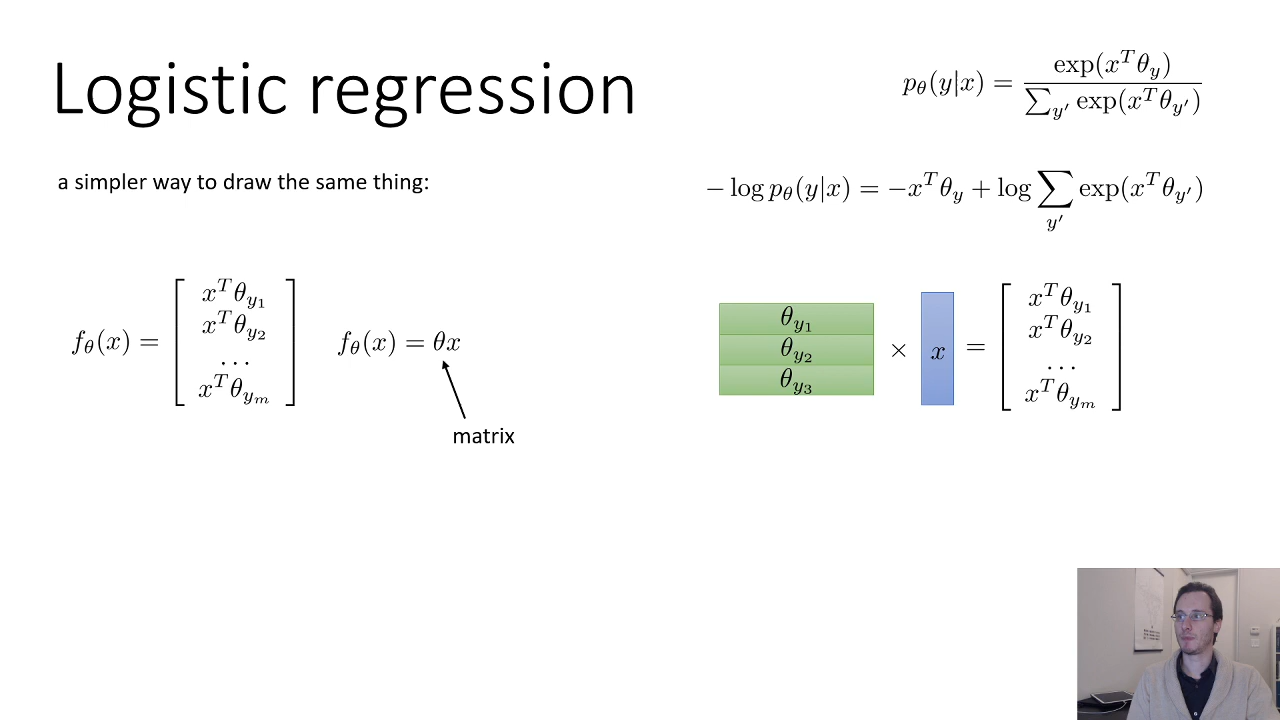 Logistic regression
p_θ(y|x) = exp(x^T θ_y) / ∑_{y'} exp(x^T θ_{y'})
a simpler way to draw the same thing:
− log p_θ(y|x) = −x^T θ_y + log ∑_{y'} exp(x^T θ_{y'})
f_θ(x) = [ x^T θ_{y_1}
x^T θ_{y_2}
. . .
x^T θ_{y_m} ]
f_θ(x) = θx
matrix
θ_{y_1}
θ_{y_2}
θ_{y_3}
× x = [ x^T θ_{y_1}
x^T θ_{y_2}
. . .
x^T θ_{y_m} ]